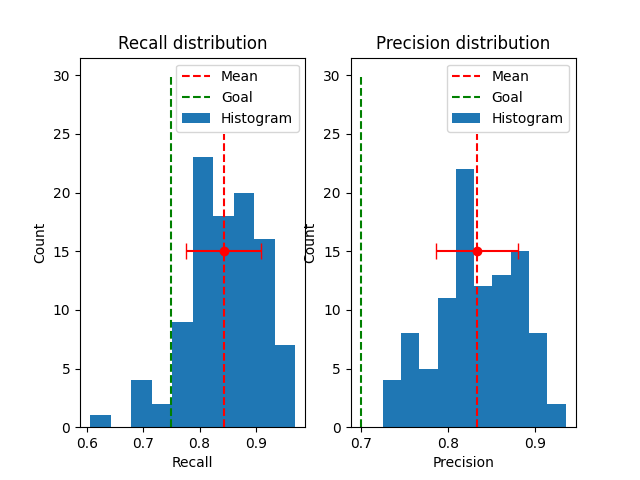 Recall distribution
Mean
Goal
Histogram
Count
30
25
20
15
10
5
0
0.6 0.7 0.8 0.9
Recall
Precision distribution
Mean
Goal
Histogram
Count
30
25
20
15
10
5
0
0.7 0.8 0.9
Precision